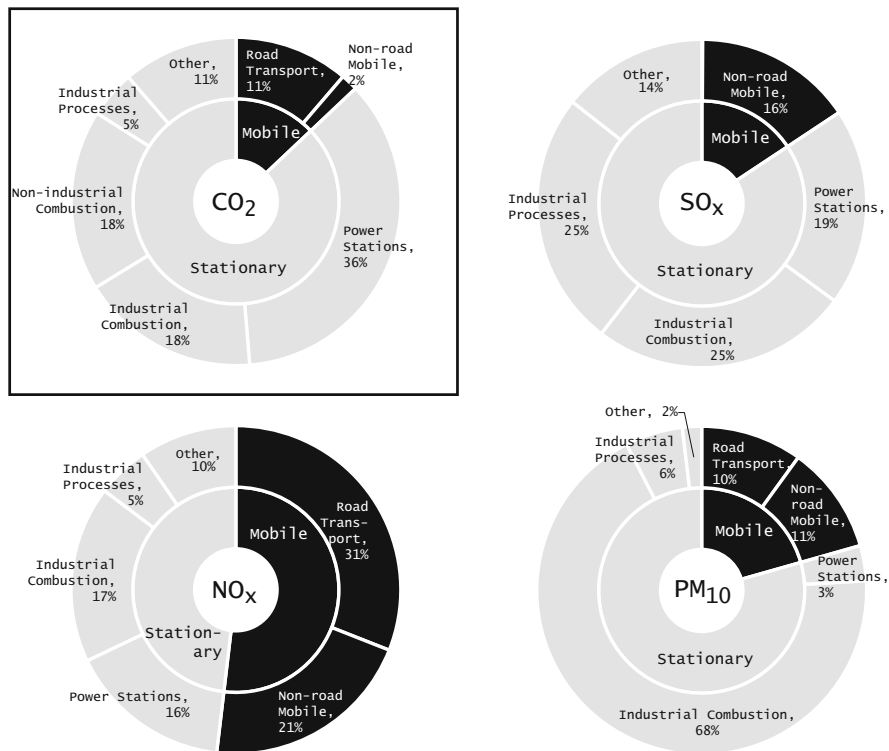 Other,
11%
Road
Transport,
11%
Non-road
Mobile,
2%
Industrial
Processes,
5%
Mobile
Non-industrial
Combustion,
18%
CO2
Power
Stations,
36%
Stationary
Industrial
Combustion,
18%
Other,
14%
Non-road
Mobile,
16%
Mobile
Industrial
Processes,
25%
SOx
Power
Stations,
19%
Stationary
Industrial
Combustion,
25%
Other,
10%
Industrial
Processes,
5%
Mobile
Road
Trans-
port,
31%
Industrial
Combustion,
17%
NOx
Station-
ary
Power Stations,
16%
Non-road
Mobile,
21%
Other, 2%
Industrial
Processes,
6%
Road
Transport,
10%
Non-
road
Mobile,
11%
Mobile
Power
Stations,
3%
PM10
Stationary
Industrial Combustion,
68%